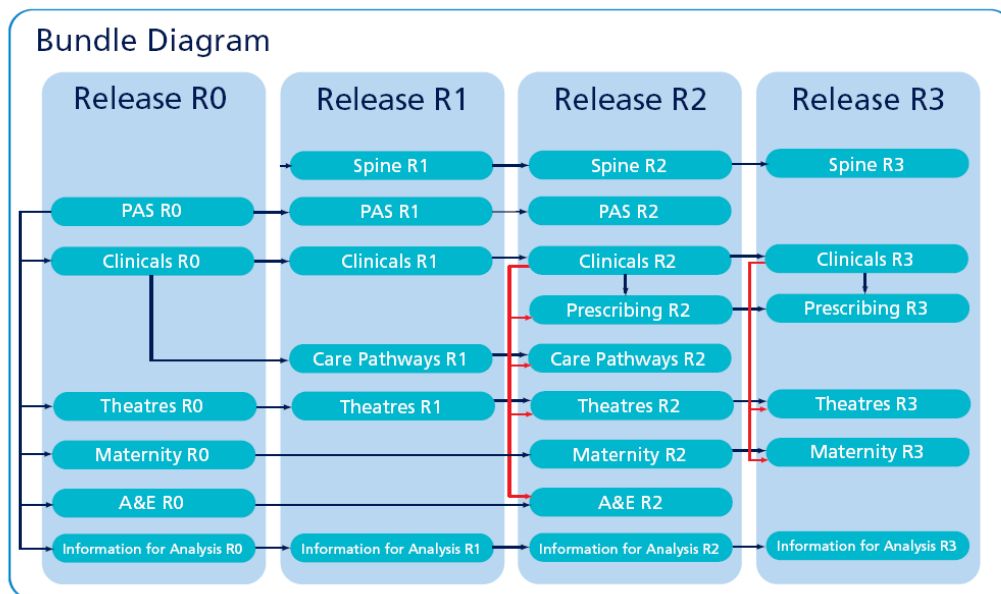 Bundle Diagram
Release R0
Release R1
Release R2
Release R3
Spine R1
Spine R2
Spine R3
PAS R0
PAS R1
PAS R2
Clinicals R0
Clinicals R1
Clinicals R2
Clinicals R3
Prescribing R2
Prescribing R3
Care Pathways R1
Care Pathways R2
Theatres R0
Theatres R1
Theatres R2
Theatres R3
Maternity R0
Maternity R2
Maternity R3
A&E R0
A&E R2
Information for Analysis R0
Information for Analysis R1
Information for Analysis R2
Information for Analysis R3